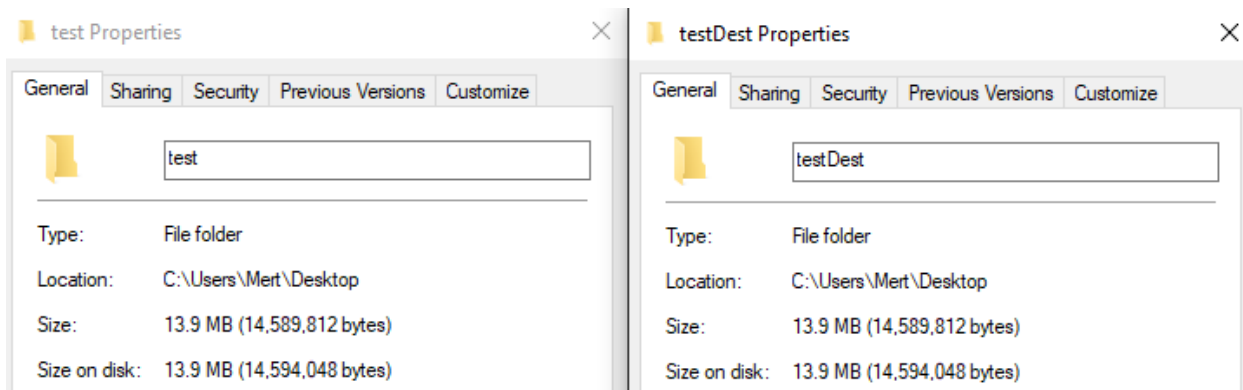 test Properties
General Sharing Security Previous Versions Customize
test
Type: File folder
Location: C:\Users\Mert\Desktop
Size: 13.9 MB (14,589,812 bytes)
Size on disk: 13.9 MB (14,594,048 bytes)
testDest Properties
General Sharing Security Previous Versions Customize
testDest
Type: File folder
Location: C:\Users\Mert\Desktop
Size: 13.9 MB (14,589,812 bytes)
Size on disk: 13.9 MB (14,594,048 bytes)